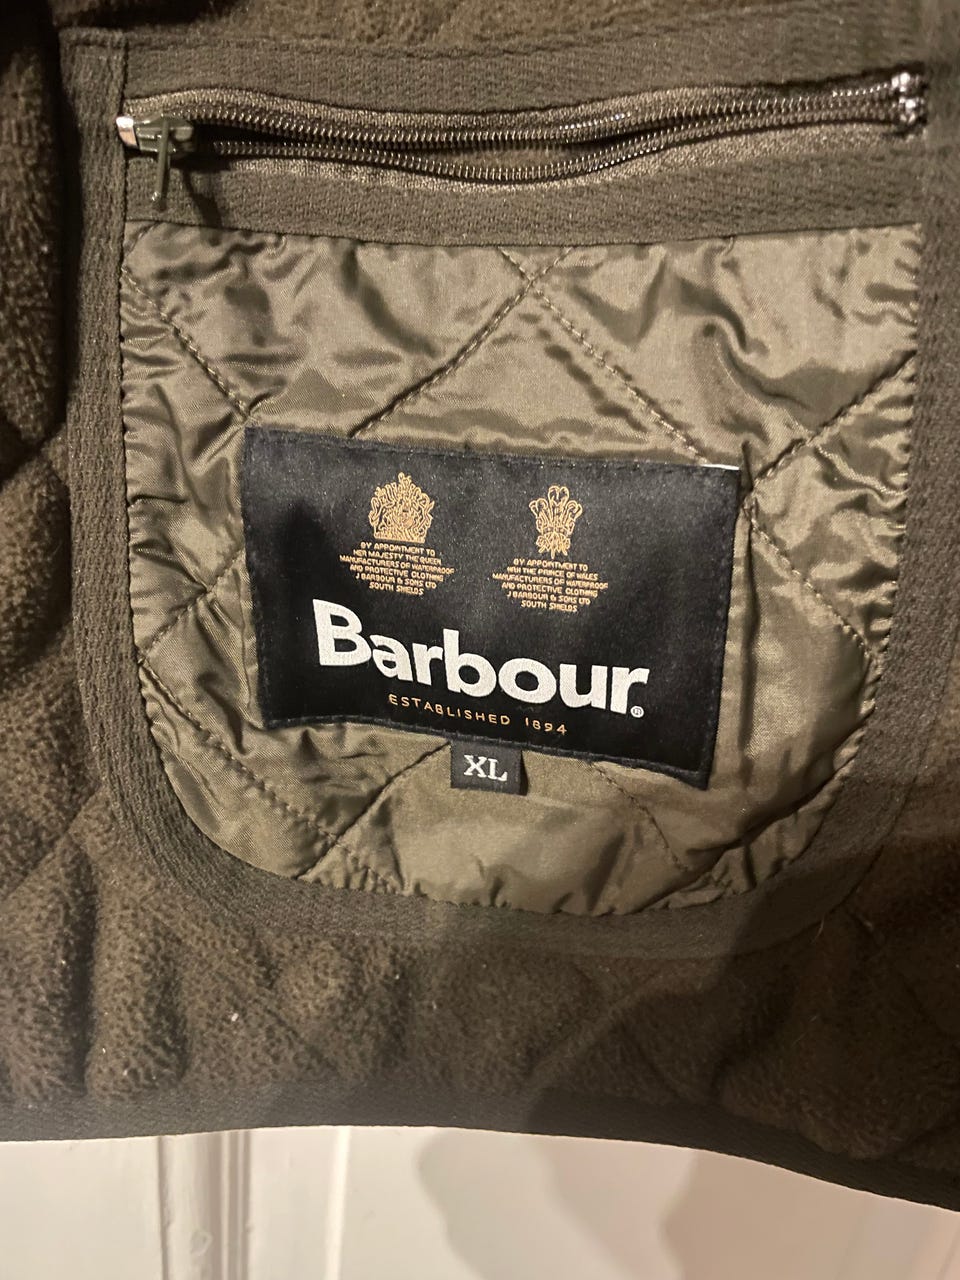 BY APPOINTMENT TO
HER MAJESTY THE QUEEN
MANUFACTURERS OF WATERPROOF
AND PROTECTIVE CLOTHING
J BARBOUR & SONS LTD
SOUTH SHIELDS
BY APPOINTMENT TO
HRH THE PRINCE OF WALES
MANUFACTURERS OF WATERPROOF
AND PROTECTIVE CLOTHING
J BARBOUR & SONS LTD
SOUTH SHIELDS
Barbour®
ESTABLISHED 1894
XL